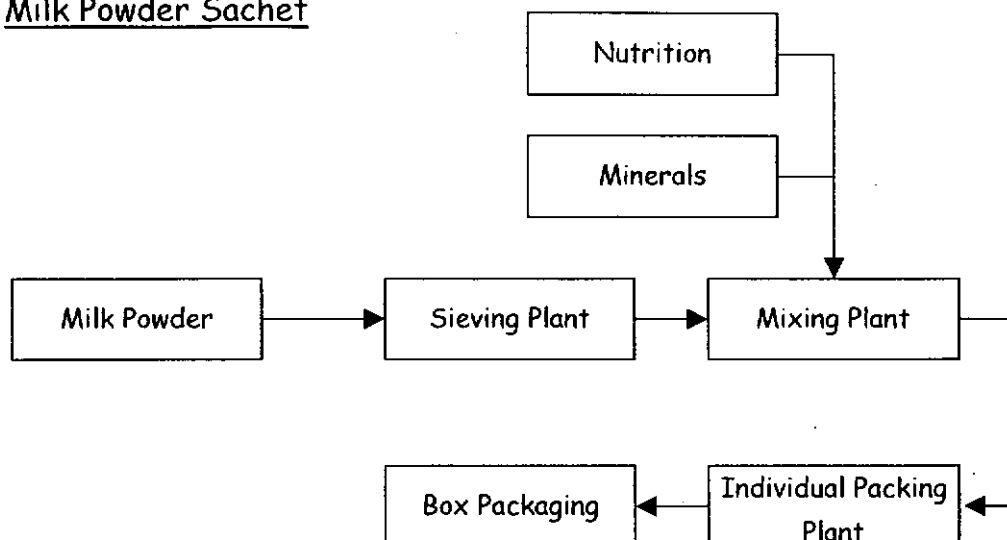 Milk Powder Sachet
Nutrition
Minerals
Milk Powder
Sieving Plant
Mixing Plant
Box Packaging
Individual Packing
Plant